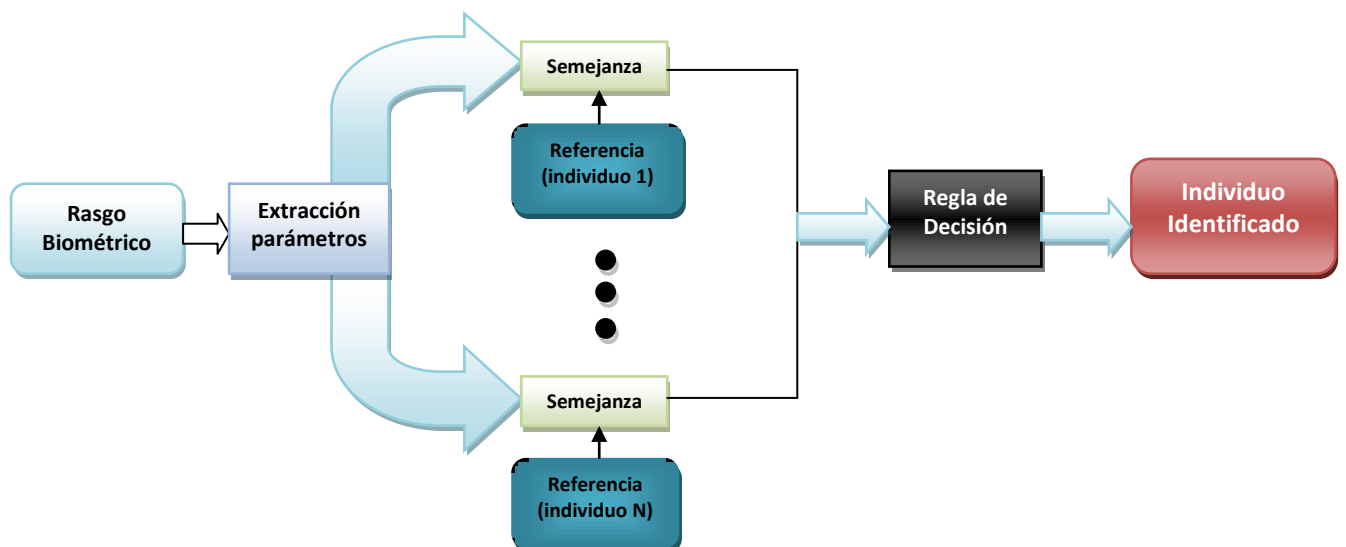 Rasgo
Biométrico
Extracción
parámetros
Semejanza
Referencia
(individuo 1)
Semejanza
Referencia
(individuo N)
Regla de
Decisión
Individuo
Identificado